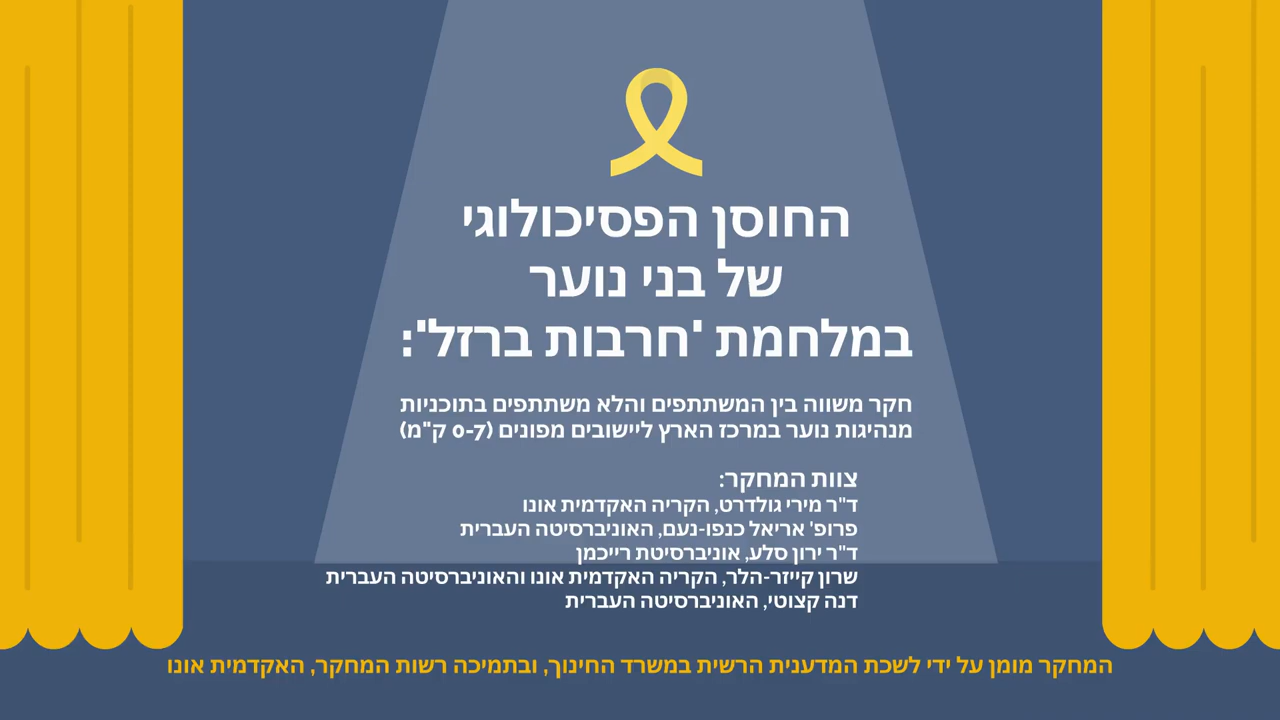 החוסן הפסיכולוגי
של בני נוער
במלחמת 'חרבות ברזל':
חקר משווה בין המשתתפים והלא משתתפים בתוכניות
מנהיגות נוער במרכז הארץ ליישובים מפונים (0-7 ק"מ)
צוות המחקר:
ד"ר מירי גולדרט, הקריה האקדמית אונו
פרופ' אריאל כנפו-נעם, האוניברסיטה העברית
ד"ר ירון סלע, אוניברסיטת רייכמן
שרון קייזר-הלר, הקריה האקדמית אונו והאוניברסיטה העברית
דנה קצוטי, האוניברסיטה העברית
המחקר מומן על ידי לשכת המדענית הרשית במשרד החינוך, ובתמיכה רשות המחקר, האקדמית אונו